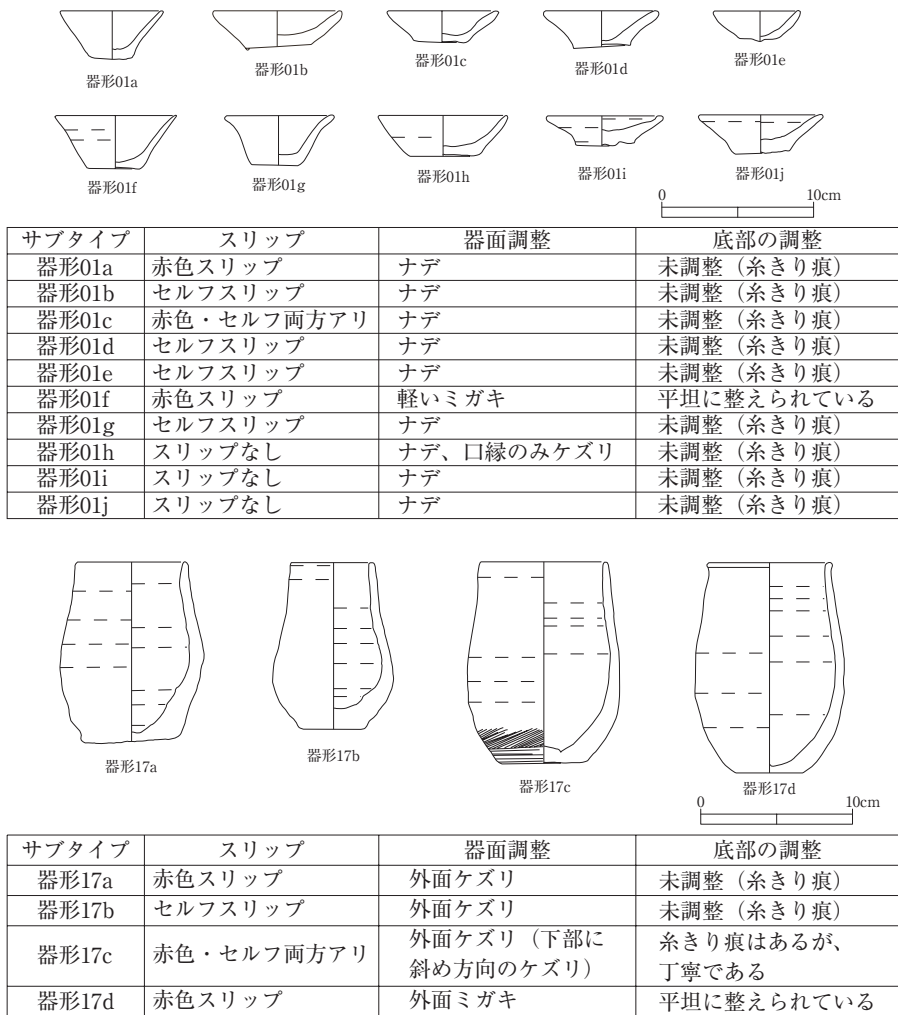 器形01a 器形01b 器形01c 器形01d 器形01e
器形01f 器形01g 器形01h 器形01i 器形01j
0 10cm
サブタイプ スリップ 器面調整 底部の調整
器形01a 赤色スリップ ナデ 未調整（糸きり痕）
器形01b セルフスリップ ナデ 未調整（糸きり痕）
器形01c 赤色・セルフ両方アリ ナデ 未調整（糸きり痕）
器形01d セルフスリップ ナデ 未調整（糸きり痕）
器形01e セルフスリップ ナデ 未調整（糸きり痕）
器形01f 赤色スリップ 軽いミガキ 平坦に整えられている
器形01g セルフスリップ ナデ 未調整（糸きり痕）
器形01h スリップなし ナデ、口縁のみケズリ 未調整（糸きり痕）
器形01i スリップなし ナデ 未調整（糸きり痕）
器形01j スリップなし ナデ 未調整（糸きり痕）
器形17a 器形17b 器形17c 器形17d
0 10cm
サブタイプ スリップ 器面調整 底部の調整
器形17a 赤色スリップ 外面ケズリ 未調整（糸きり痕）
器形17b セルフスリップ 外面ケズリ 未調整（糸きり痕）
器形17c 赤色・セルフ両方アリ 外面ケズリ（下部に
斜め方向のケズリ） 糸きり痕はあるが、
丁寧である
器形17d 赤色スリップ 外面ミガキ 平坦に整えられている